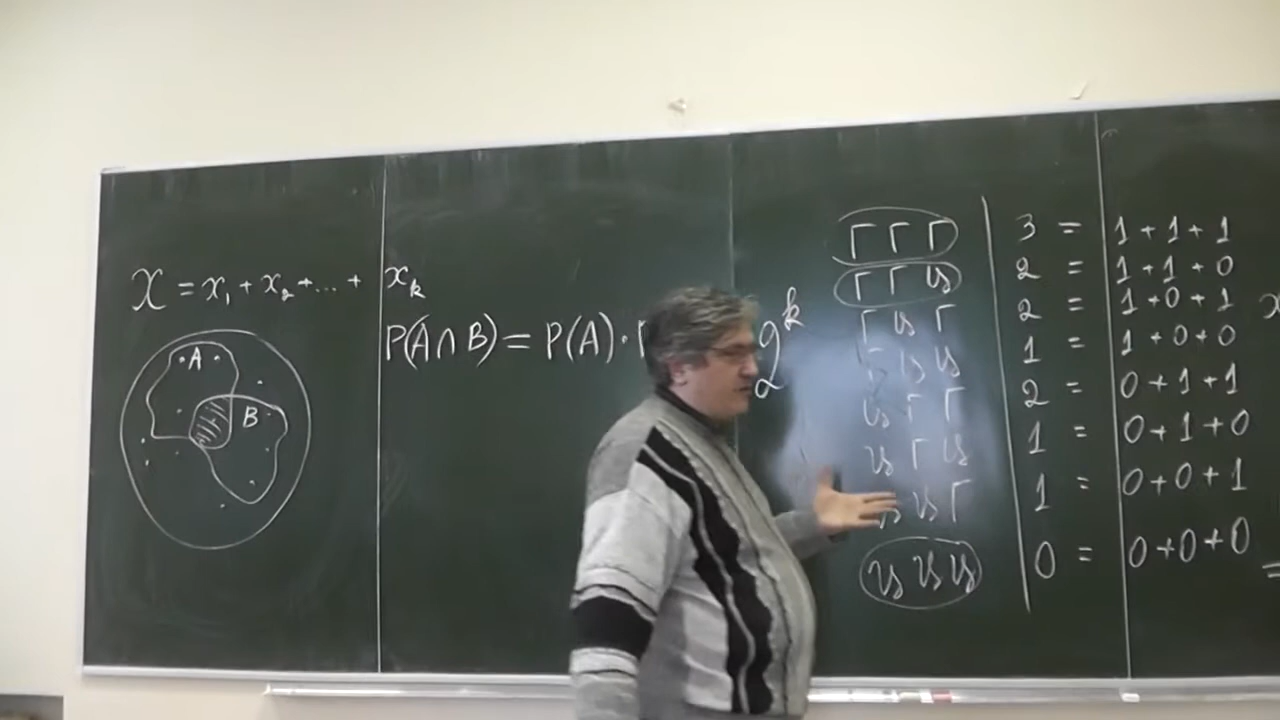 X = x₁ + x₂ + ... + xₖ
A
B
P(A∩B) = P(A)·
2ᵏ
Г Г Г | 3 = 1 + 1 + 1
Г Г ц | 2 = 1 + 1 + 0
Г ц Г | 2 = 1 + 0 + 1
Г ц ц | 1 = 1 + 0 + 0
ц Г Г | 2 = 0 + 1 + 1
ц Г ц | 1 = 0 + 1 + 0
ц ц Г | 1 = 0 + 0 + 1
ц ц ц | 0 = 0 + 0 + 0
=